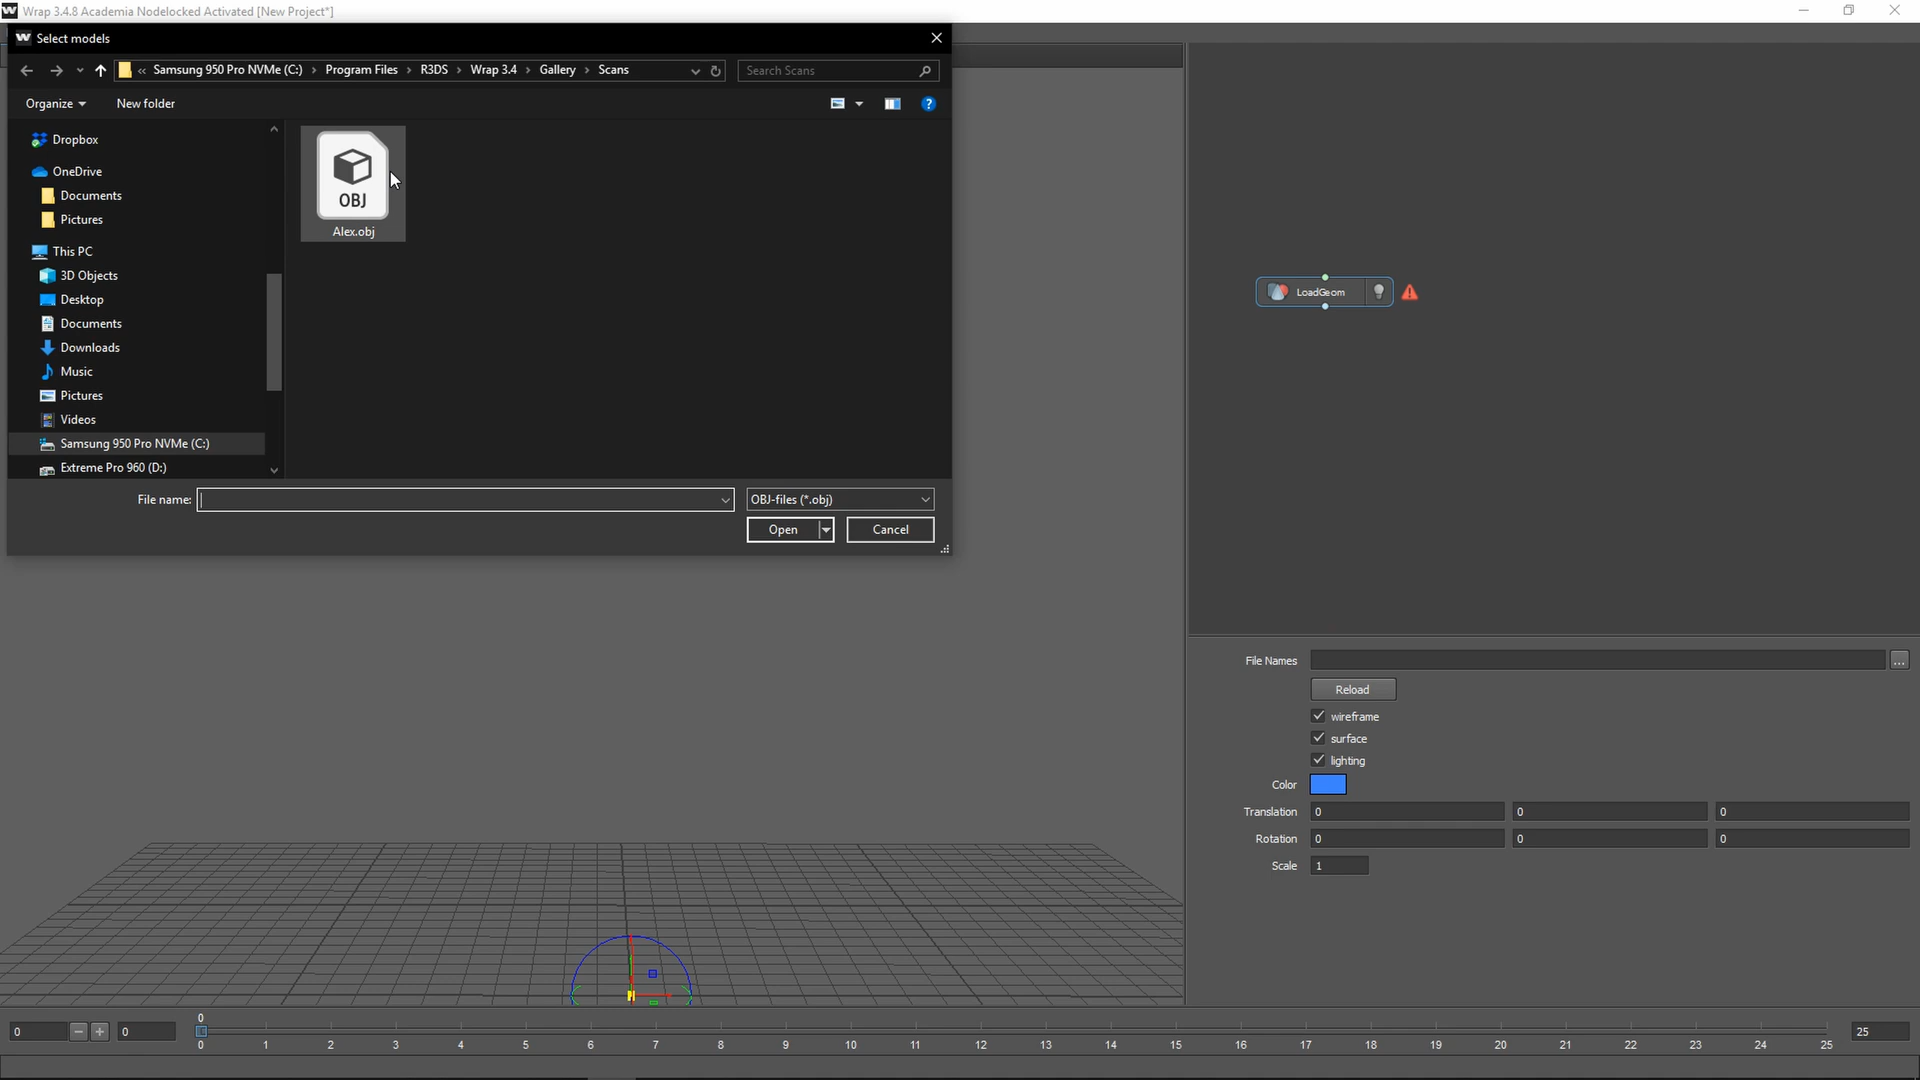 Wrap 3.4.8 Academia Nodelocked Activated [New Project*]
Select models
« Samsung 950 Pro NVMe (C:) › Program Files › R3DS › Wrap 3.4 › Gallery › Scans
Search Scans
Organize
New folder
Dropbox
OneDrive
Documents
Pictures
This PC
3D Objects
Desktop
Documents
Downloads
Music
Pictures
Videos
Samsung 950 Pro NVMe (C:)
Extreme Pro 960 (D:)
OBJ
Alex.obj
File name:
OBJ-files (*.obj)
Open
Cancel
LoadGeom
File Names
...
Reload
wireframe
surface
lighting
Color
Translation 0 0 0
Rotation 0 0 0
Scale 1
0
0 0 25
0 1 2 3 4 5 6 7 8 9 10 11 12 13 14 15 16 17 18 19 20 21 22 23 24 25